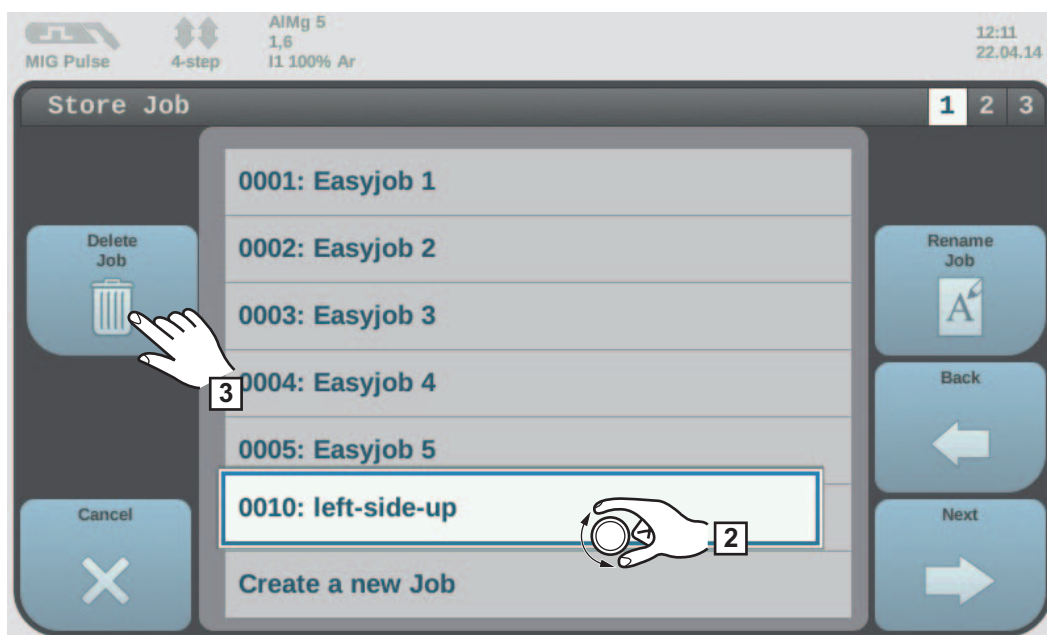 MIG Pulse
4-step
AlMg 5
1,6
I1 100% Ar
12:11
22.04.14
Store Job
1 2 3
0001: Easyjob 1
0002: Easyjob 2
0003: Easyjob 3
0004: Easyjob 4
0005: Easyjob 5
0010: left-side-up
Create a new Job
Delete
Job
3
2
Cancel
Rename
Job
A
Back
Next